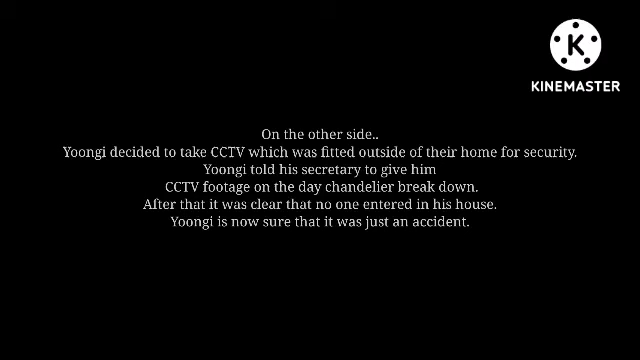 K
KINEMASTER
On the other side..
Yoongi decided to take CCTV which was fitted outside of their home for security.
Yoongi told his secretary to give him
CCTV footage on the day chandelier break down.
After that it was clear that no one entered in his house.
Yoongi is now sure that it was just an accident.